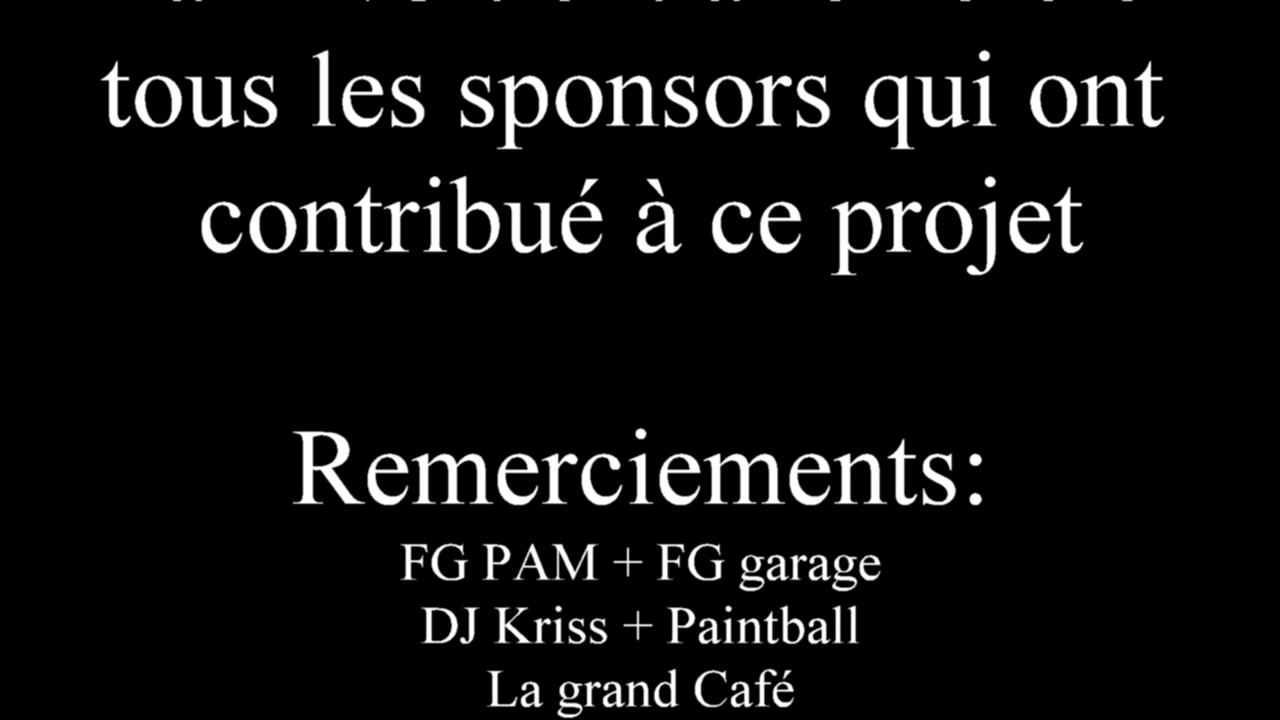 tous les sponsors qui ont
contribué à ce projet
Remerciements:
FG PAM + FG garage
DJ Kriss + Paintball
La grand Café